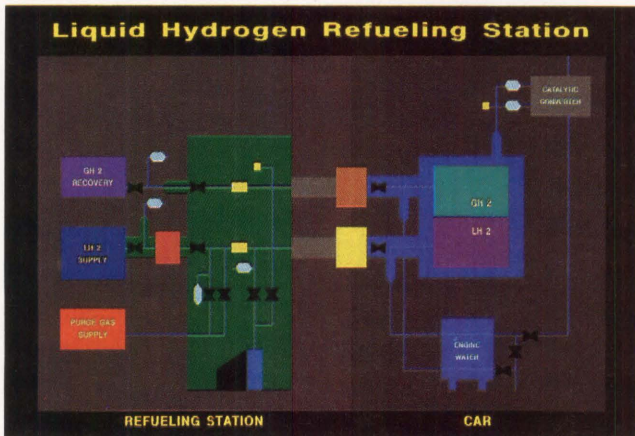 Liquid Hydrogen Refueling Station
CATALYTIC
CONVERTER
GH 2
RECOVERY
GH 2
LH 2
SUPPLY
LH 2
PURGE GAS
SUPPLY
ENGINE
REFUELING STATION
CAR